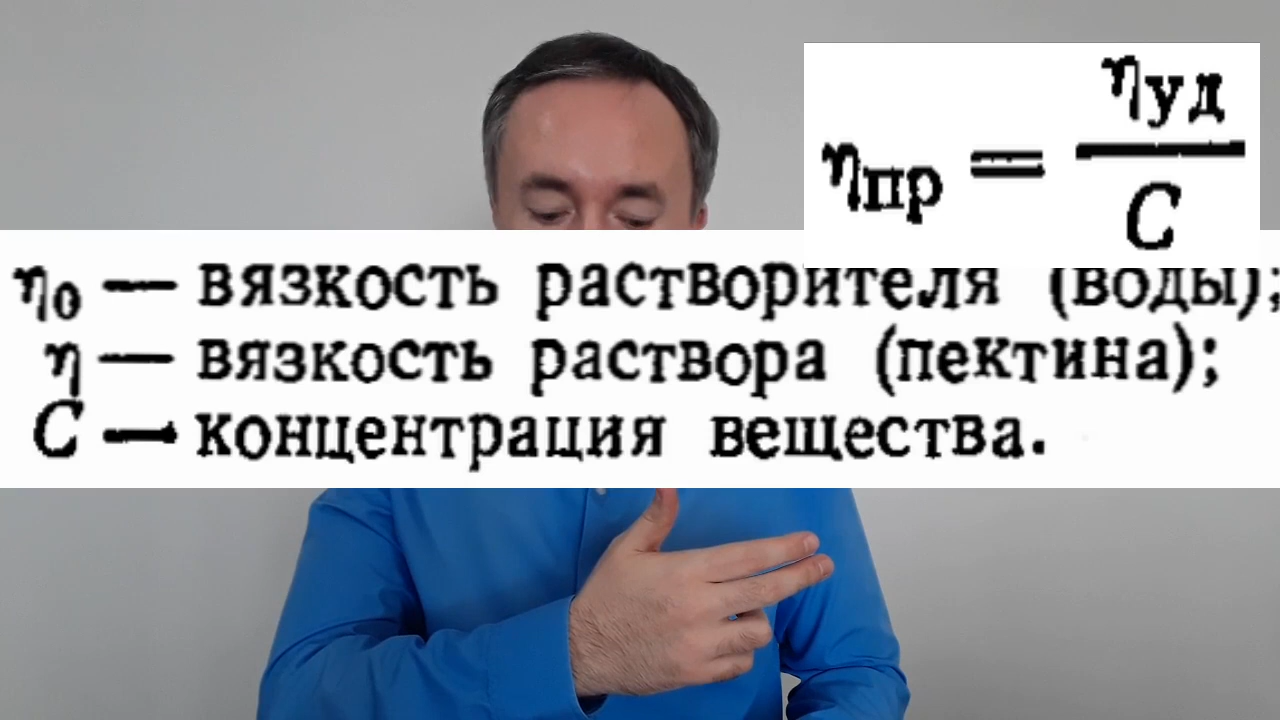 ηпр = ηуд / C
η₀ — вязкость растворителя (воды);
η — вязкость раствора (пектина);
C — концентрация вещества.